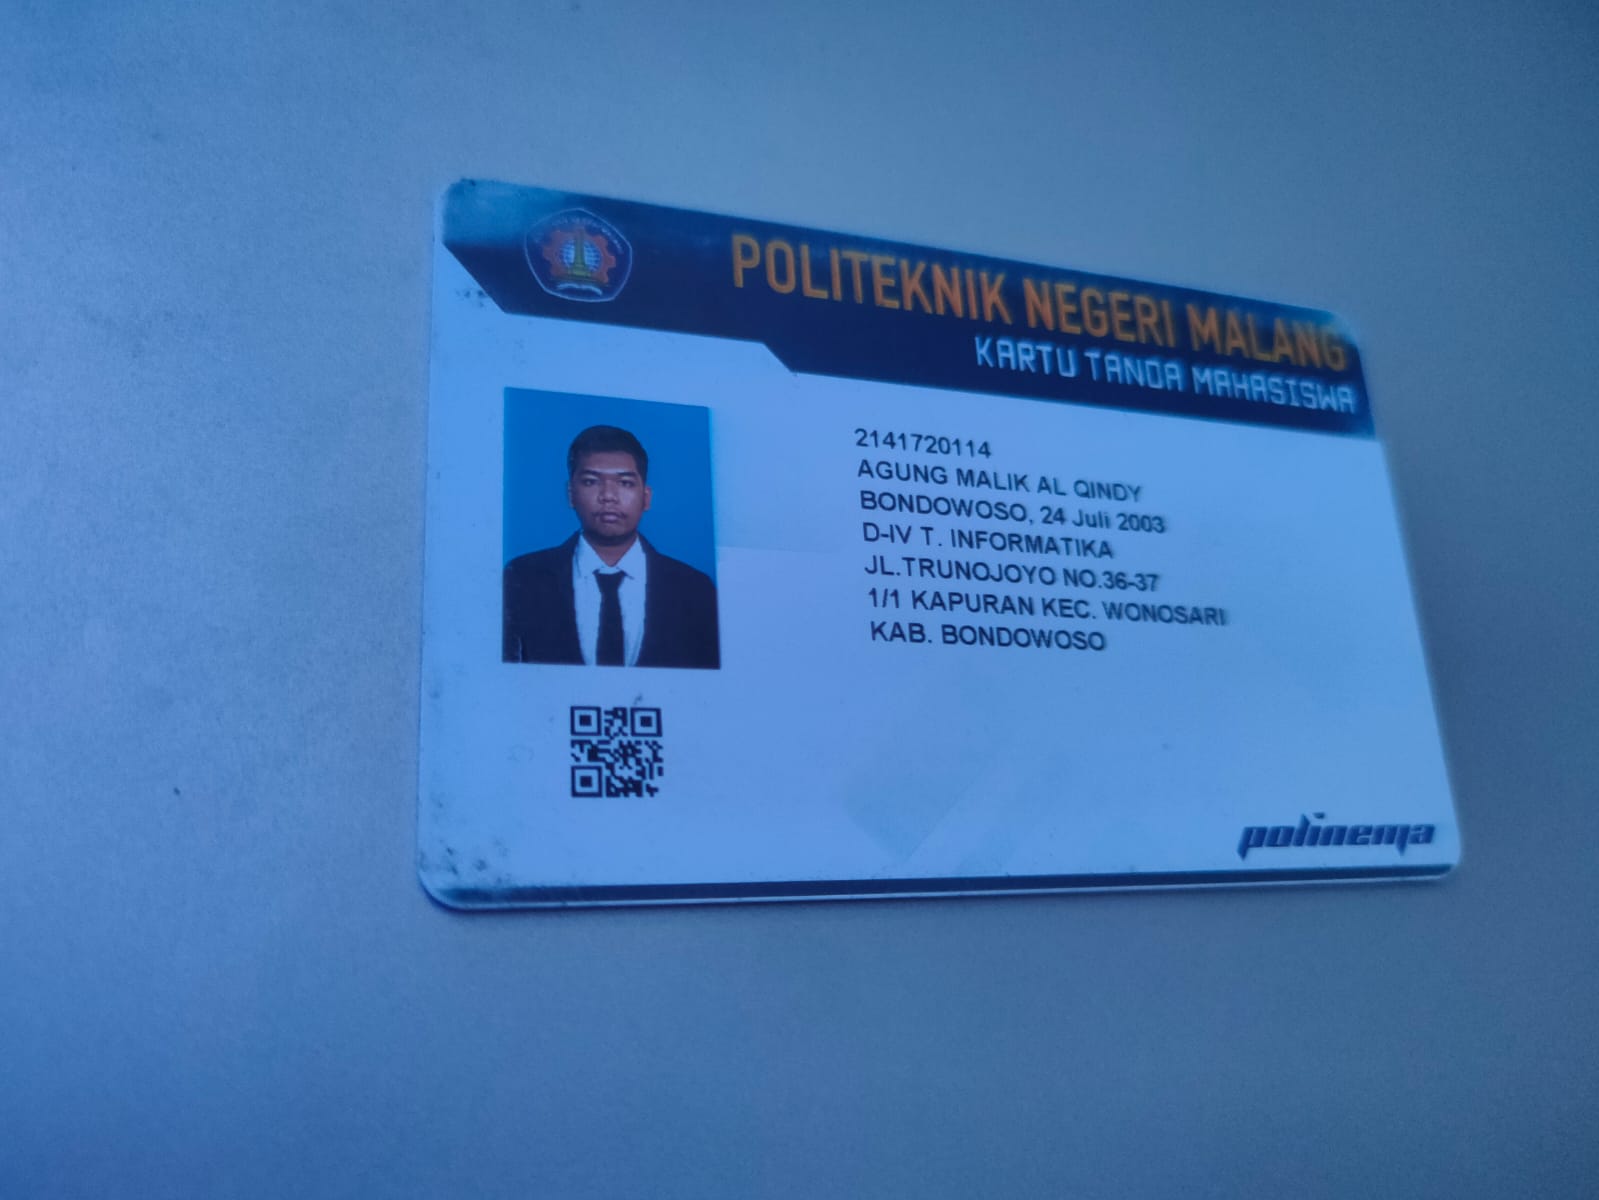 POLITEKNIK NEGERI MALANG
KARTU TANDA MAHASISWA
2141720114
AGUNG MALIK AL QINDY
BONDOWOSO, 24 Juli 2003
D-IV T. INFORMATIKA
JL.TRUNOJOYO NO.36-37
1/1 KAPURAN KEC. WONOSARI
KAB. BONDOWOSO
polinema